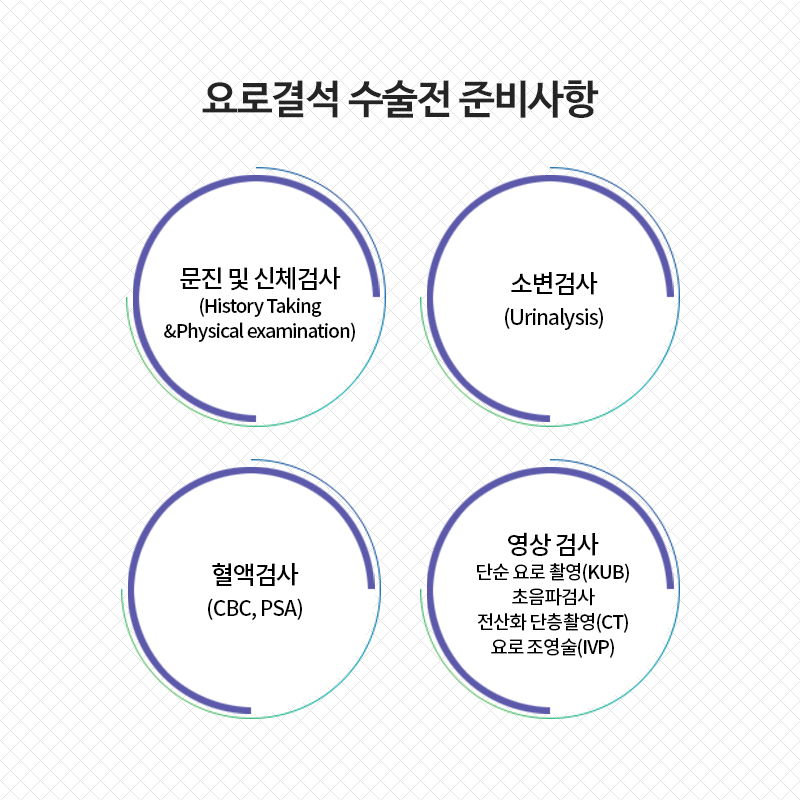 요로결석 수술전 준비사항
문진 및 신체검사
(History Taking
&Physical examination)
소변검사
(Urinalysis)
혈액검사
(CBC, PSA)
영상 검사
단순 요로 촬영(KUB)
초음파검사
전산화 단층촬영(CT)
요로 조영술(IVP)